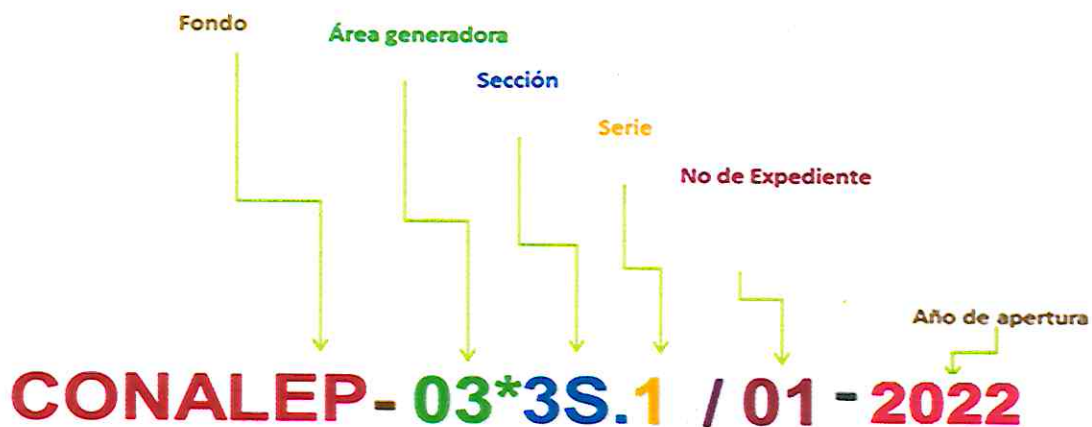 Fondo
Área generadora
Sección
Serie
No de Expediente
Año de apertura
CONALEP- 03*3S.1 / 01 - 2022